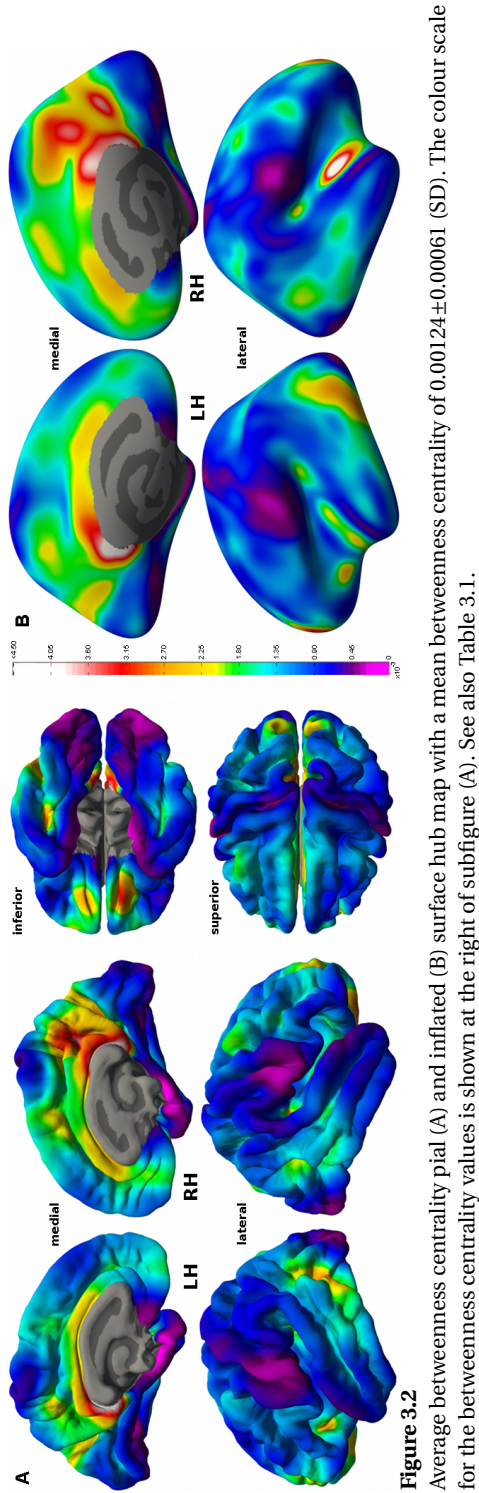 A
medial
LH
RH
lateral
inferior
superior
<4.50
4.05
3.60
3.15
2.70
2.25
1.80
1.35
0.90
0.45
0
x10⁻³
B
medial
LH
RH
lateral
Figure 3.2
Average betweenness centrality pial (A) and inflated (B) surface hub map with a mean betweenness centrality of 0.00124±0.00061 (SD). The colour scale
for the betweenness centrality values is shown at the right of subfigure (A). See also Table 3.1.